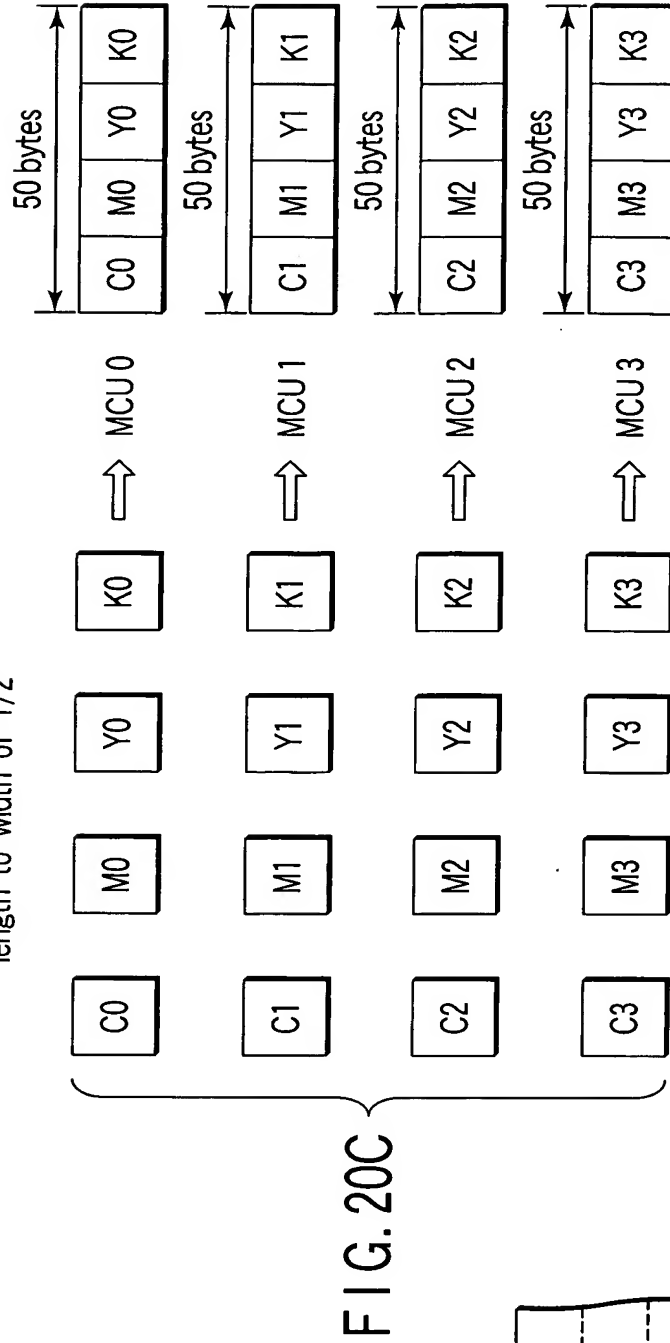 length to width of 1/2
50 bytes
C0 M0 Y0 K0 MCU 0 C0 M0 Y0 K0
50 bytes
C1 M1 Y1 K1 MCU 1 C1 M1 Y1 K1
FIG. 20C
50 bytes
C2 M2 Y2 K2 MCU 2 C2 M2 Y2 K2
50 bytes
C3 M3 Y3 K3 MCU 3 C3 M3 Y3 K3